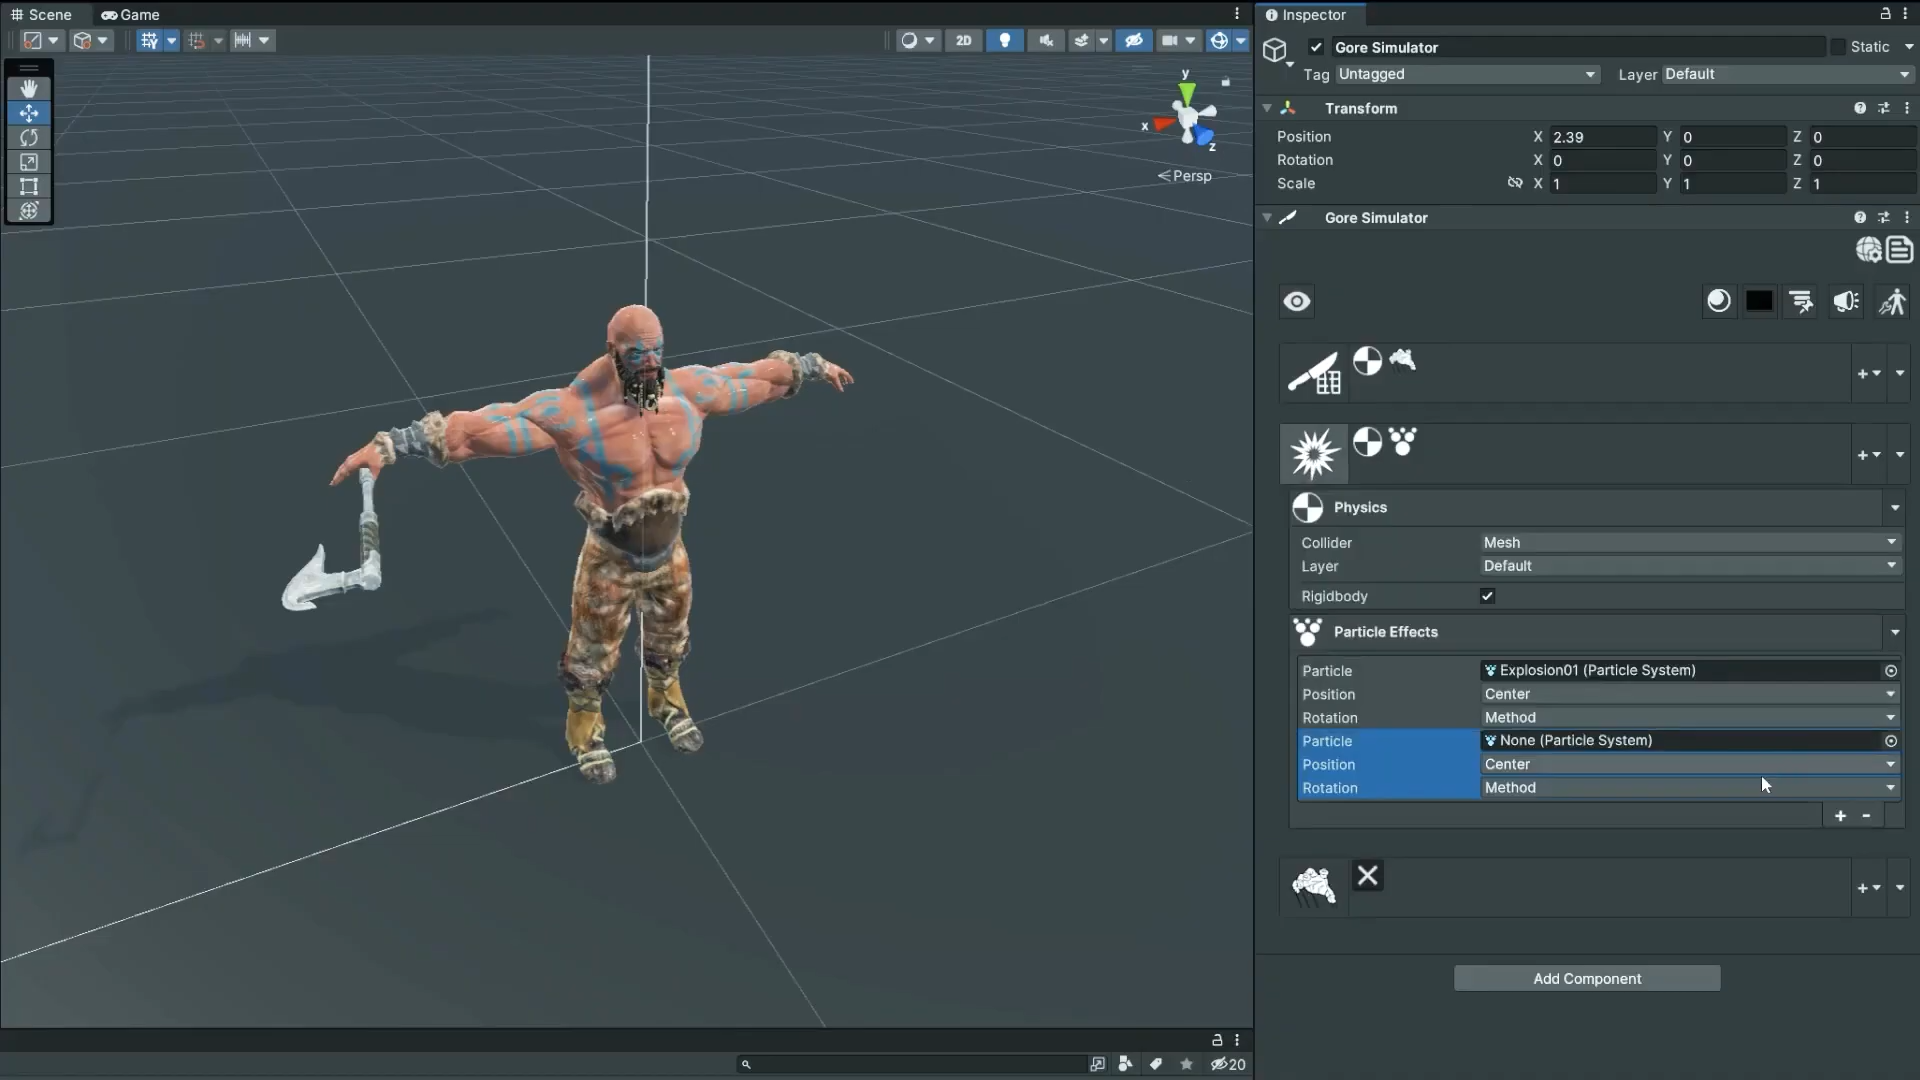 Scene
Game
Inspector
2D
Gore Simulator
Static
Tag
Untagged
Layer
Default
Transform
Position
X 2.39
Y 0
Z 0
Rotation
X 0
Y 0
Z 0
Scale
X 1
Y 1
Z 1
y
x
z
Persp
Gore Simulator
Physics
Collider
Mesh
Layer
Default
Rigidbody
Particle Effects
Particle
Explosion01 (Particle System)
Position
Center
Rotation
Method
Particle
None (Particle System)
Position
Center
Rotation
Method
Add Component
20